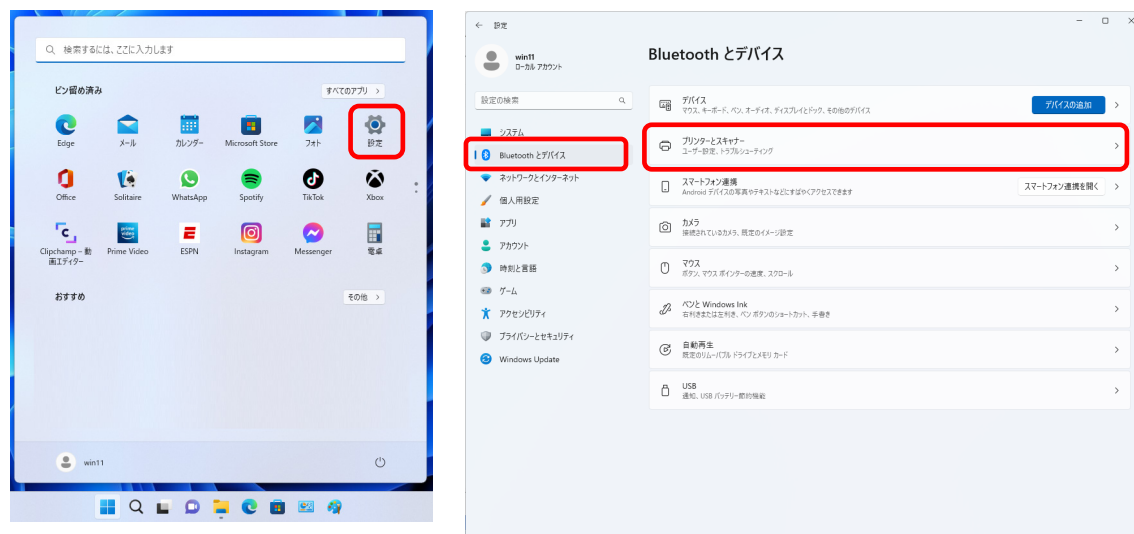 検索するには、ここに入力します
ピン留め済み
すべてのアプリ >
Edge
メール
カレンダー
Microsoft Store
フォト
設定
Office
Solitaire
WhatsApp
Spotify
TikTok
Xbox
Clipchamp – 動画エディター
prime video
Prime Video
ESPN
Instagram
Messenger
電卓
おすすめ
その他 >
win11
← 設定
win11
ローカル アカウント
設定の検索
システム
Bluetooth とデバイス
ネットワークとインターネット
個人用設定
アプリ
アカウント
時刻と言語
ゲーム
アクセシビリティ
プライバシーとセキュリティ
Windows Update
Bluetooth とデバイス
デバイス
マウス、キーボード、ペン、オーディオ、ディスプレイとドック、その他のデバイス
デバイスの追加
プリンターとスキャナー
ユーザー設定、トラブルシューティング
スマートフォン連携
Android デバイスの写真やテキストなどにすばやくアクセスできます
スマートフォン連携を開く
カメラ
接続されているカメラ、既定のイメージ設定
マウス
ボタン、マウス ポインターの速度、スクロール
ペンと Windows Ink
右利きまたは左利き、ペン ボタンのショートカット、手書き
自動再生
既定のリムーバブル ドライブとメモリ カード
USB
通知、USB バッテリー節約機能